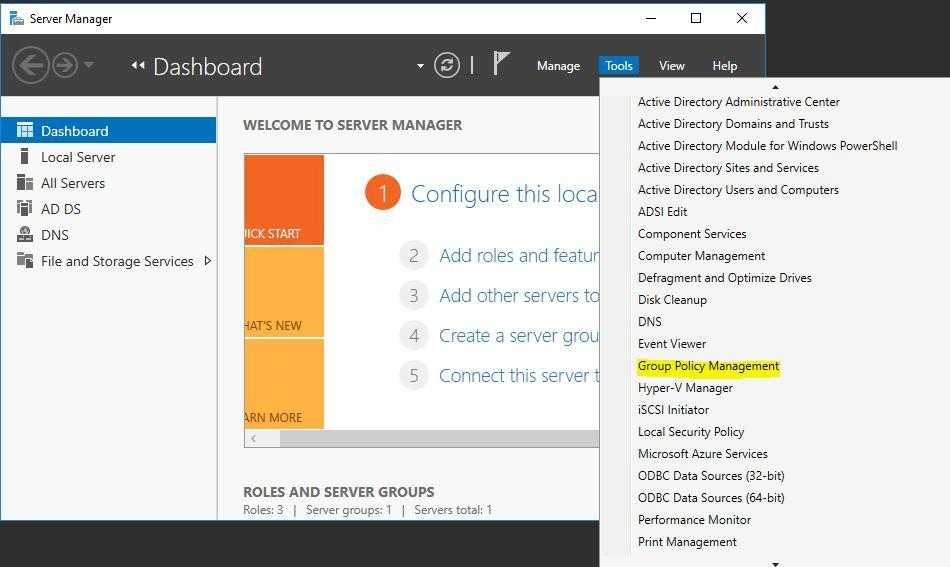 Server Manager
Dashboard
Manage
Tools
View
Help
Dashboard
Local Server
All Servers
AD DS
DNS
File and Storage Services
WELCOME TO SERVER MANAGER
UICK START
HAT'S NEW
ARN MORE
1 Configure this loca
2 Add roles and featur
3 Add other servers to
4 Create a server grou
5 Connect this server t
ROLES AND SERVER GROUPS
Roles: 3 | Server groups: 1 | Servers total: 1
Active Directory Administrative Center
Active Directory Domains and Trusts
Active Directory Module for Windows PowerShell
Active Directory Sites and Services
Active Directory Users and Computers
ADSI Edit
Component Services
Computer Management
Defragment and Optimize Drives
Disk Cleanup
DNS
Event Viewer
Group Policy Management
Hyper-V Manager
iSCSI Initiator
Local Security Policy
Microsoft Azure Services
ODBC Data Sources (32-bit)
ODBC Data Sources (64-bit)
Performance Monitor
Print Management